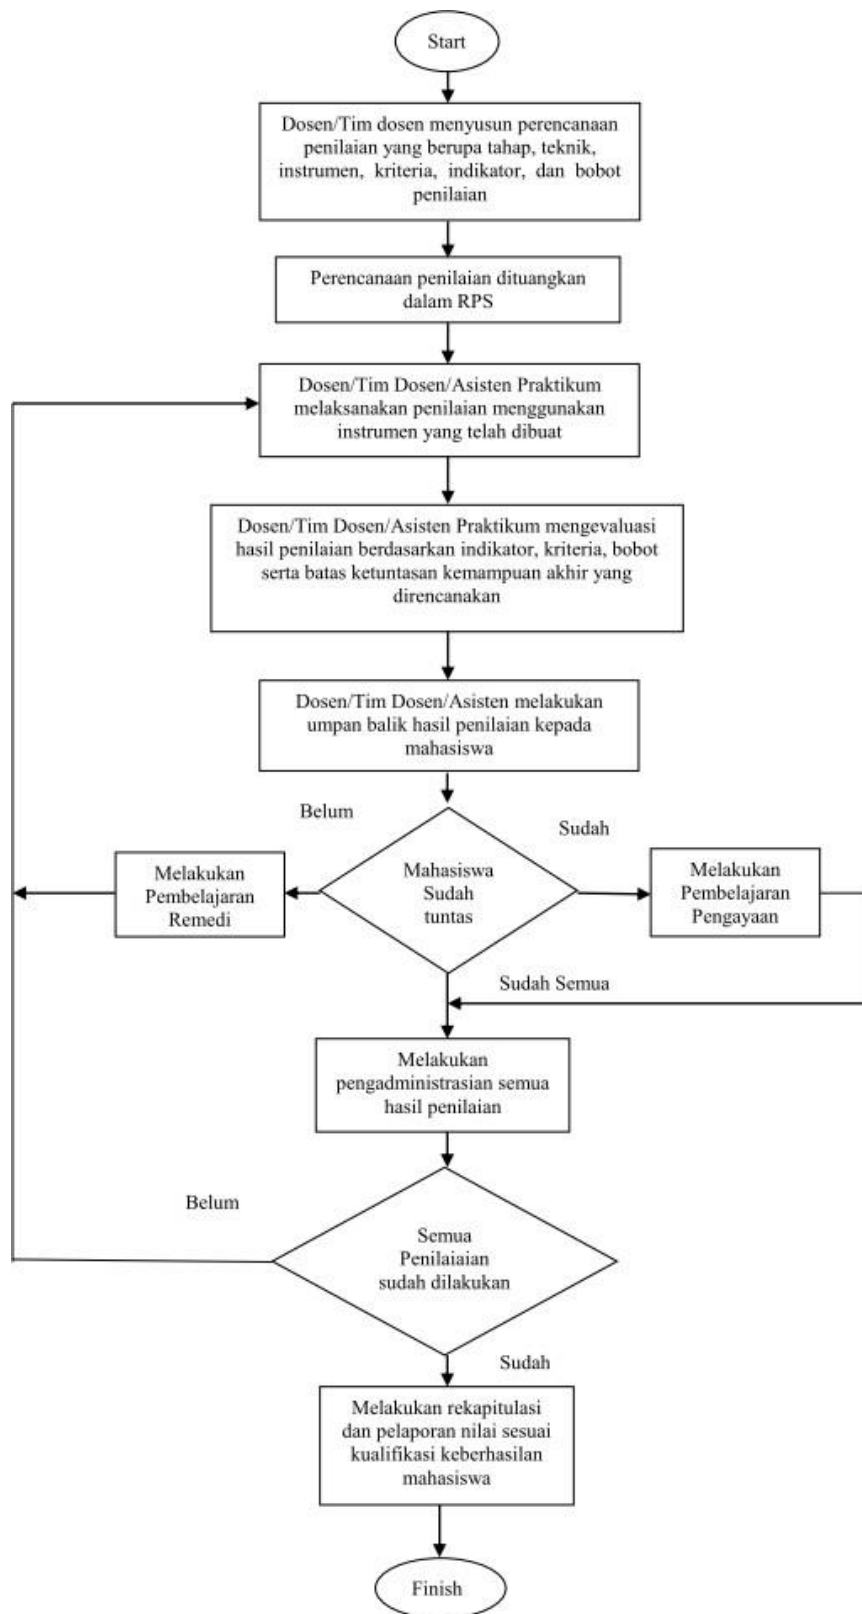 Start
Dosen/Tim dosen menyusun perencanaan
penilaian yang berupa tahap, teknik,
instrumen, kriteria, indikator, dan bobot
penilaian
Perencanaan penilaian dituangkan
dalam RPS
Dosen/Tim Dosen/Asisten Praktikum
melaksanakan penilaian menggunakan
instrumen yang telah dibuat
Dosen/Tim Dosen/Asisten Praktikum mengevaluasi
hasil penilaian berdasarkan indikator, kriteria, bobot
serta batas ketuntasan kemampuan akhir yang
direncanakan
Dosen/Tim Dosen/Asisten melakukan
umpan balik hasil penilaian kepada
mahasiswa
Belum
Sudah
Melakukan
Pembelajaran
Remedi
Mahasiswa
Sudah
tuntas
Melakukan
Pembelajaran
Pengayaan
Sudah Semua
Melakukan
pengadministrasian semua
hasil penilaian
Belum
Semua
Penilaiaian
sudah dilakukan
Sudah
Melakukan rekapitulasi
dan pelaporan nilai sesuai
kualifikasi keberhasilan
mahasiswa
Finish